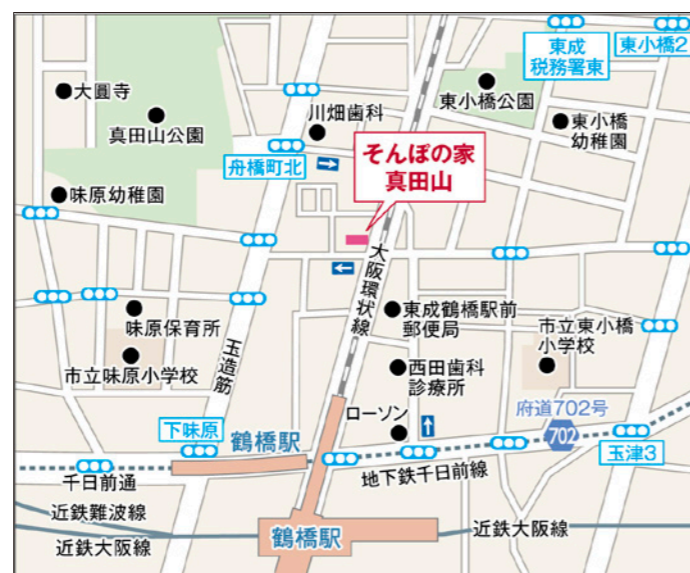 東成
税務署東
東小橋2
大圓寺
東小橋公園
川畑歯科
真田山公園
東小橋
幼稚園
舟橋町北
そんぽの家
真田山
味原幼稚園
大阪環状線
味原保育所
東成鶴橋駅前
郵便局
市立東小橋
小学校
市立味原小学校
玉造筋
西田歯科
診療所
ローソン
府道702号
702
下味原
鶴橋駅
玉津3
千日前通
地下鉄千日前線
近鉄難波線
近鉄大阪線
鶴橋駅
近鉄大阪線